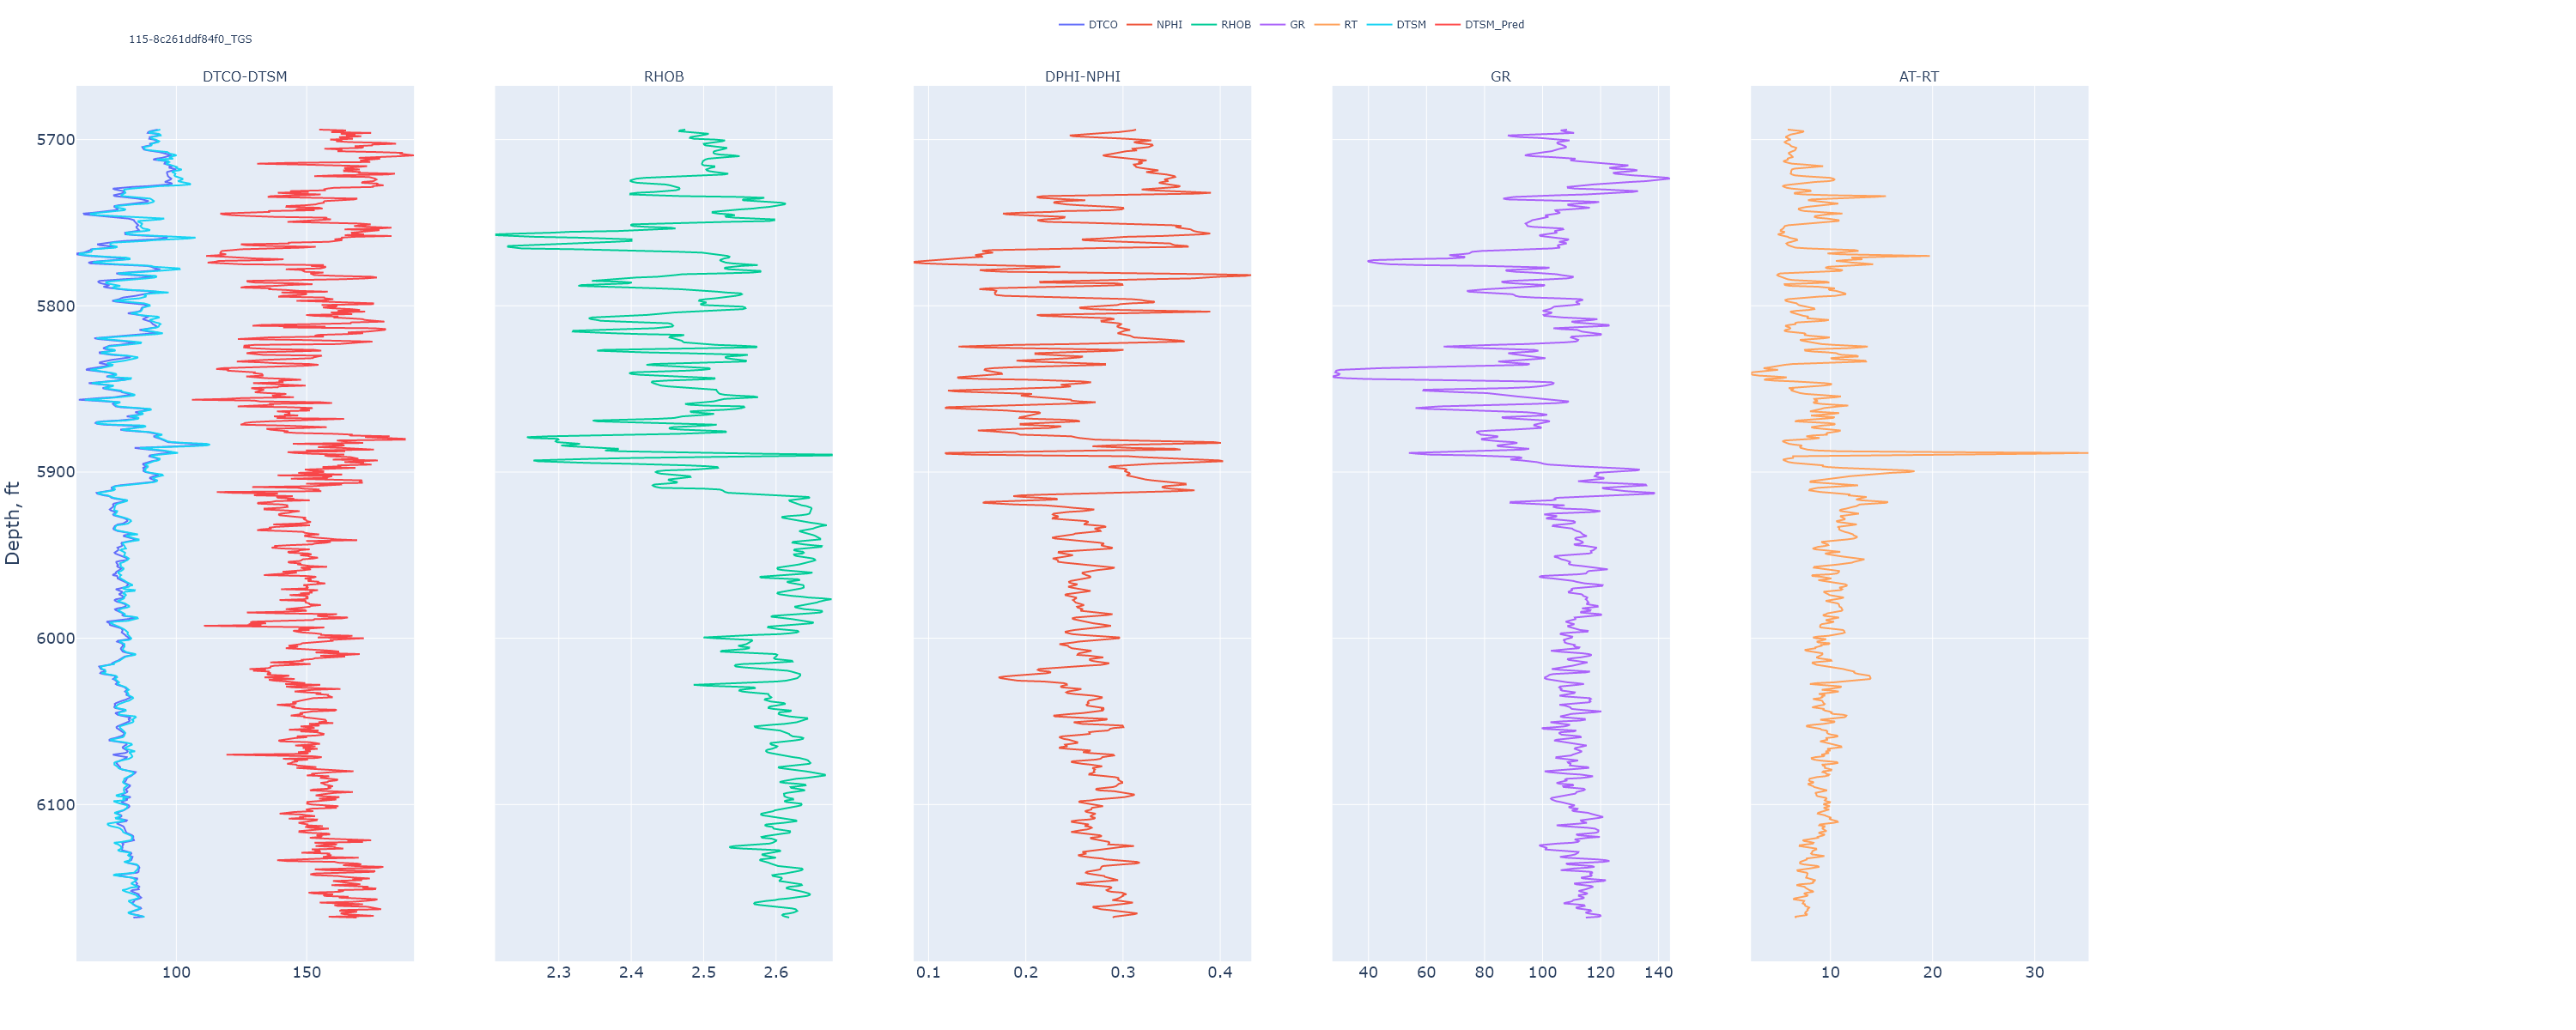 DTCO NPHI RHOB GR RT DTSM DTSM_Pred
115-8c261ddf84f0_TGS
DTCO-DTSM RHOB DPHI-NPHI GR AT-RT
5700
5800
5900
6000
6100
Depth, ft
100 150 2.3 2.4 2.5 2.6 0.1 0.2 0.3 0.4 40 60 80 100 120 140 10 20 30